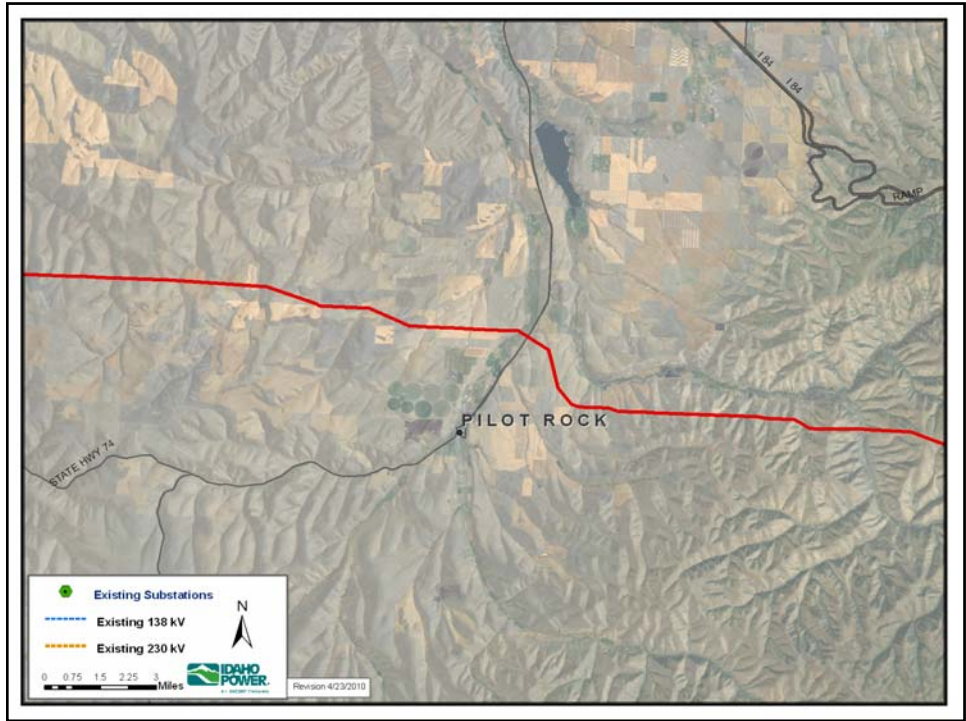 I 84
I 84
RAMP
PILOT ROCK
STATE HWY 74
Existing Substations
Existing 138 kV
Existing 230 kV
N
0 0.75 1.5 2.25 3
Miles
IDAHO
POWER
Revision 4/23/2010